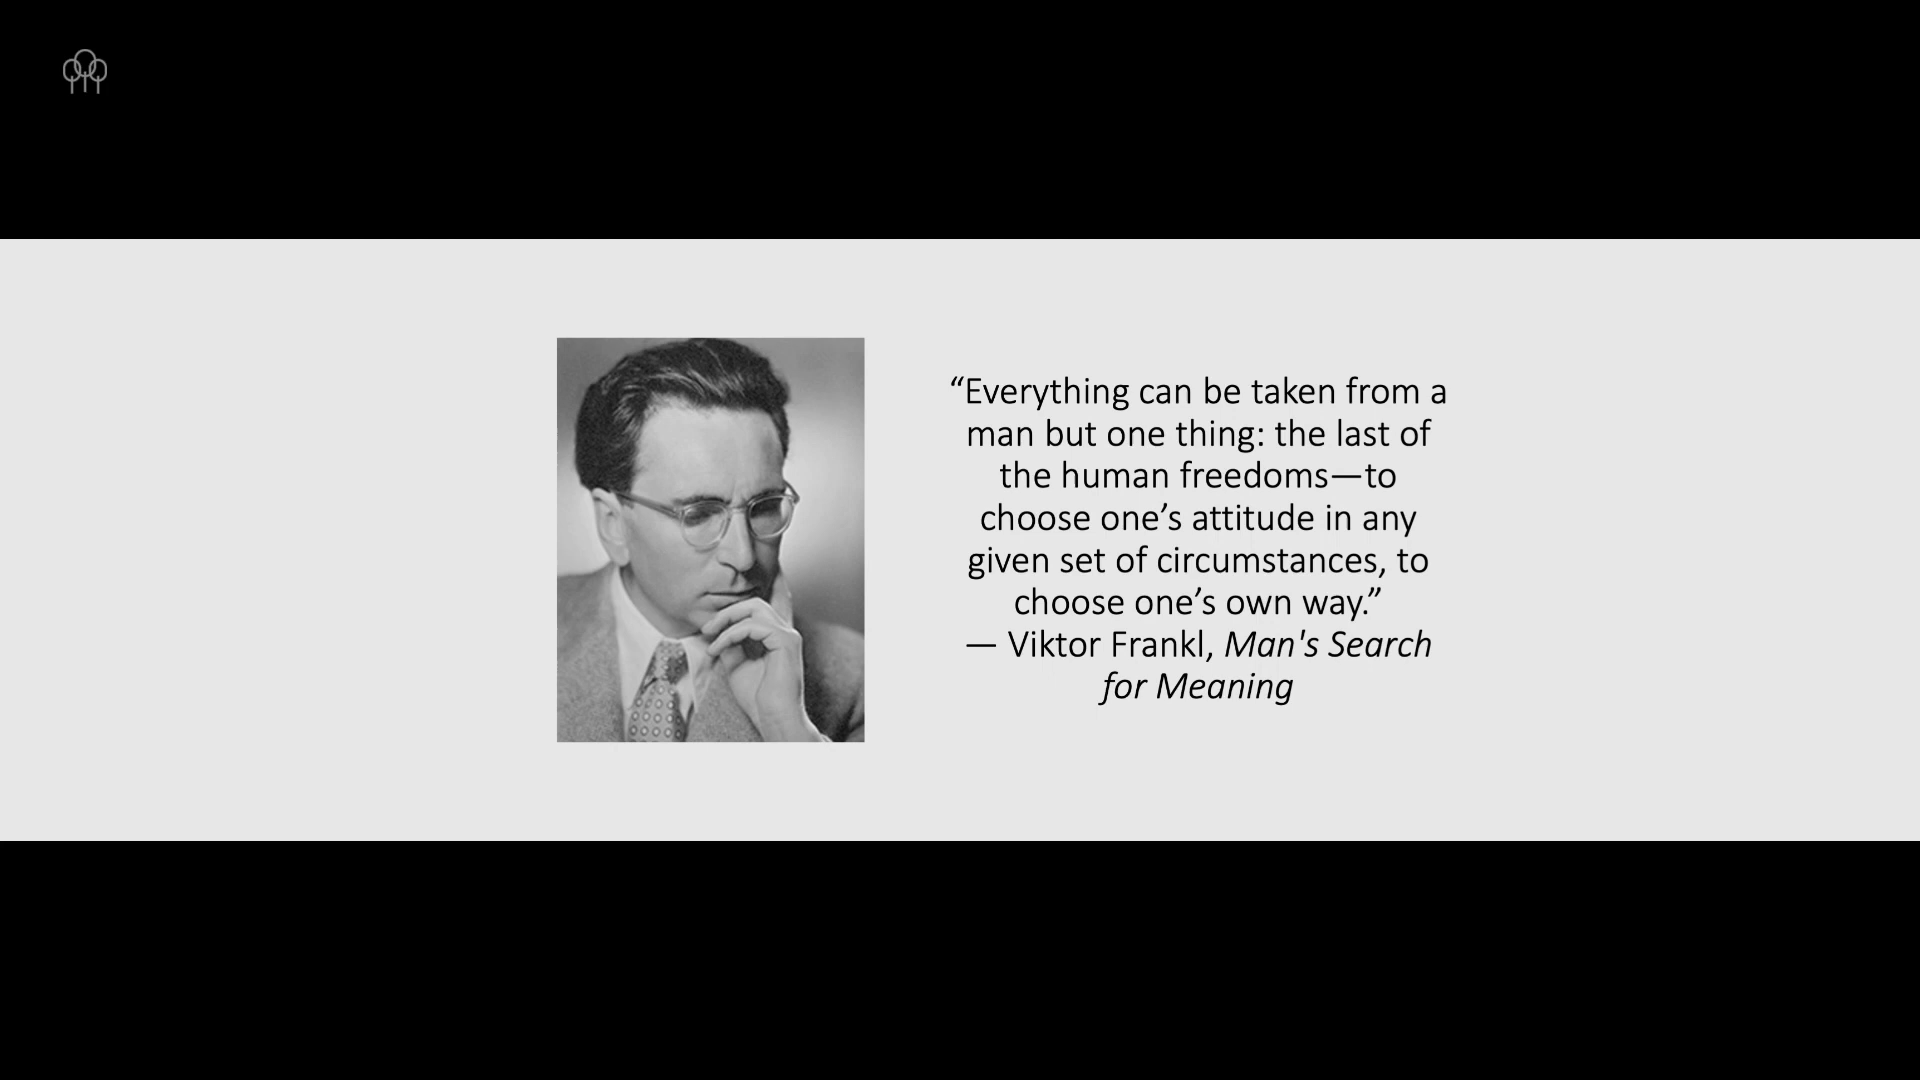 “Everything can be taken from a
man but one thing: the last of
the human freedoms—to
choose one’s attitude in any
given set of circumstances, to
choose one’s own way.”
— Viktor Frankl, Man's Search
for Meaning